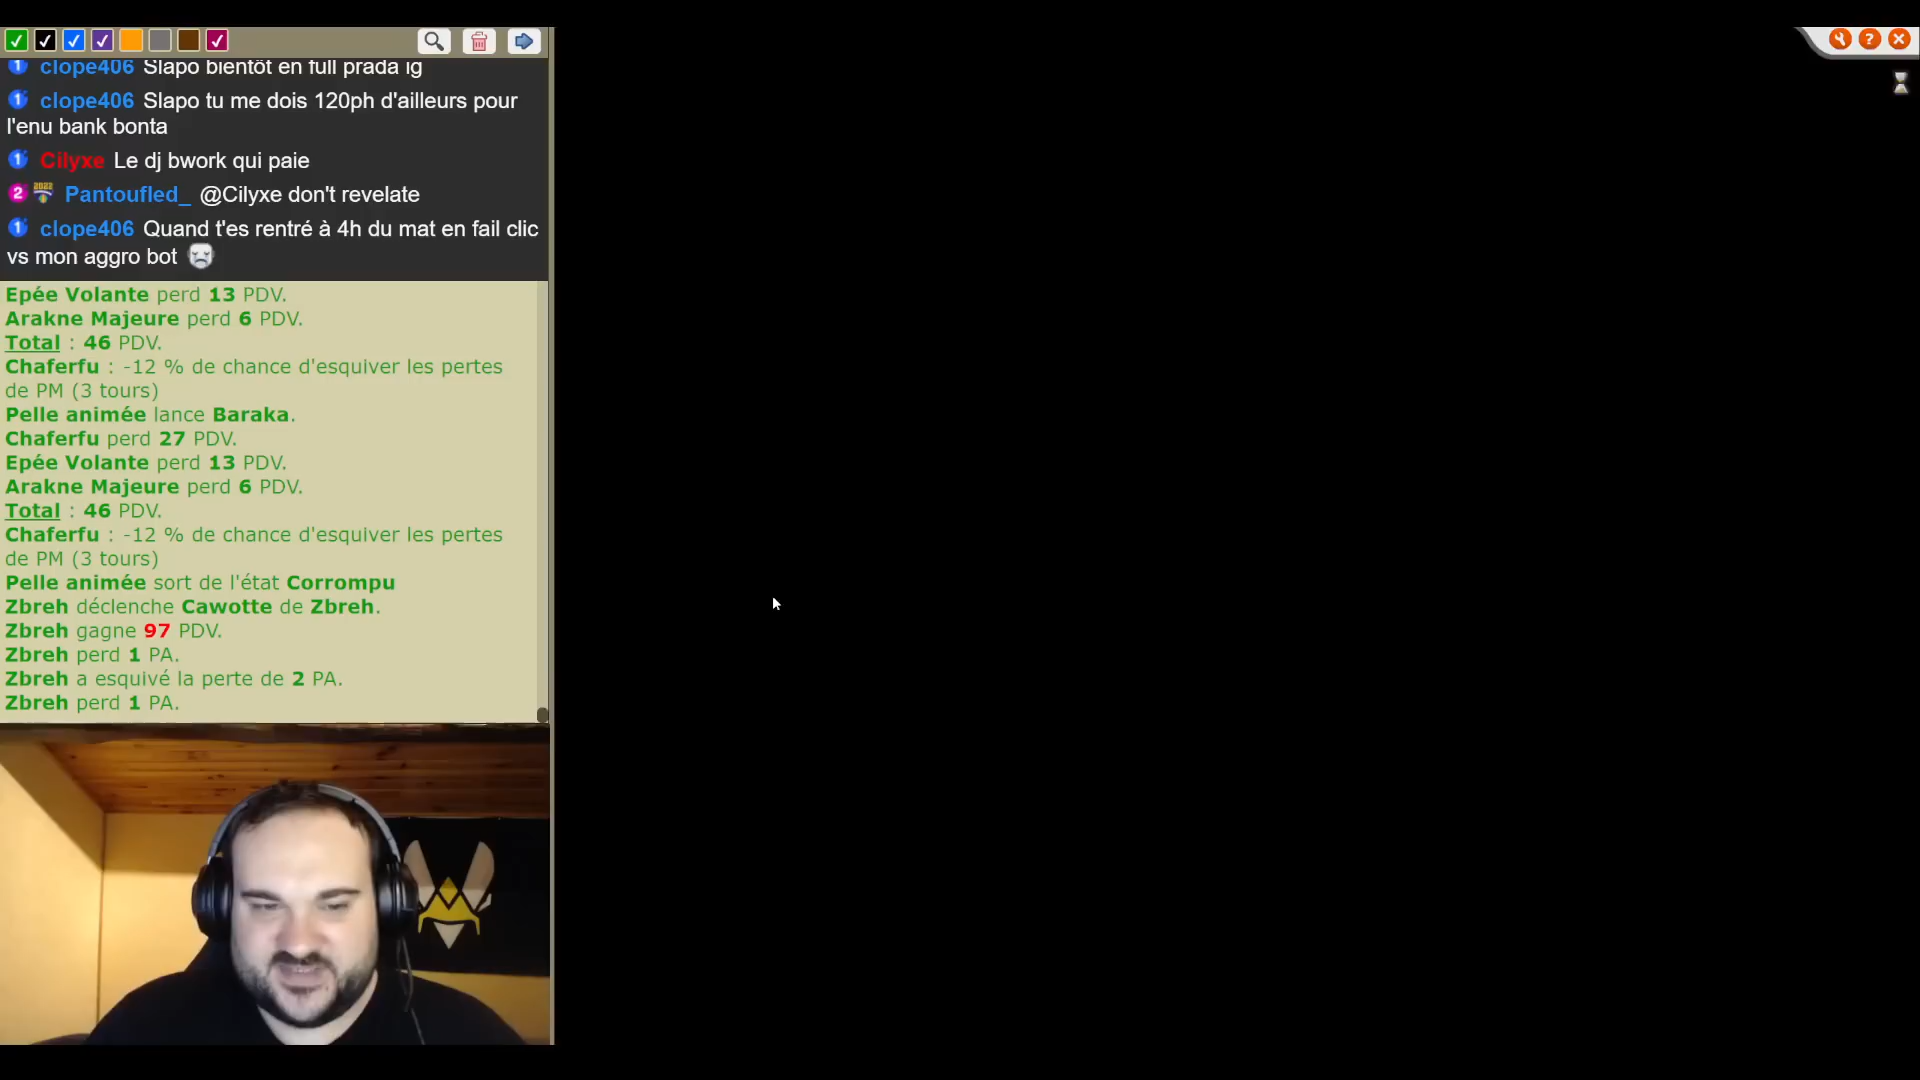 clope406 Slapo bientôt en full prada ig
clope406 Slapo tu me dois 120ph d'ailleurs pour
l'enu bank bonta
Cilyxe Le dj bwork qui paie
2 2022 Pantoufled_ @Cilyxe don't revelate
clope406 Quand t'es rentré à 4h du mat en fail clic
vs mon aggro bot
Epée Volante perd 13 PDV.
Arakne Majeure perd 6 PDV.
Total : 46 PDV.
Chaferfu : -12 % de chance d'esquiver les pertes
de PM (3 tours)
Pelle animée lance Baraka.
Chaferfu perd 27 PDV.
Epée Volante perd 13 PDV.
Arakne Majeure perd 6 PDV.
Total : 46 PDV.
Chaferfu : -12 % de chance d'esquiver les pertes
de PM (3 tours)
Pelle animée sort de l'état Corrompu
Zbreh déclenche Cawotte de Zbreh.
Zbreh gagne 97 PDV.
Zbreh perd 1 PA.
Zbreh a esquivé la perte de 2 PA.
Zbreh perd 1 PA.